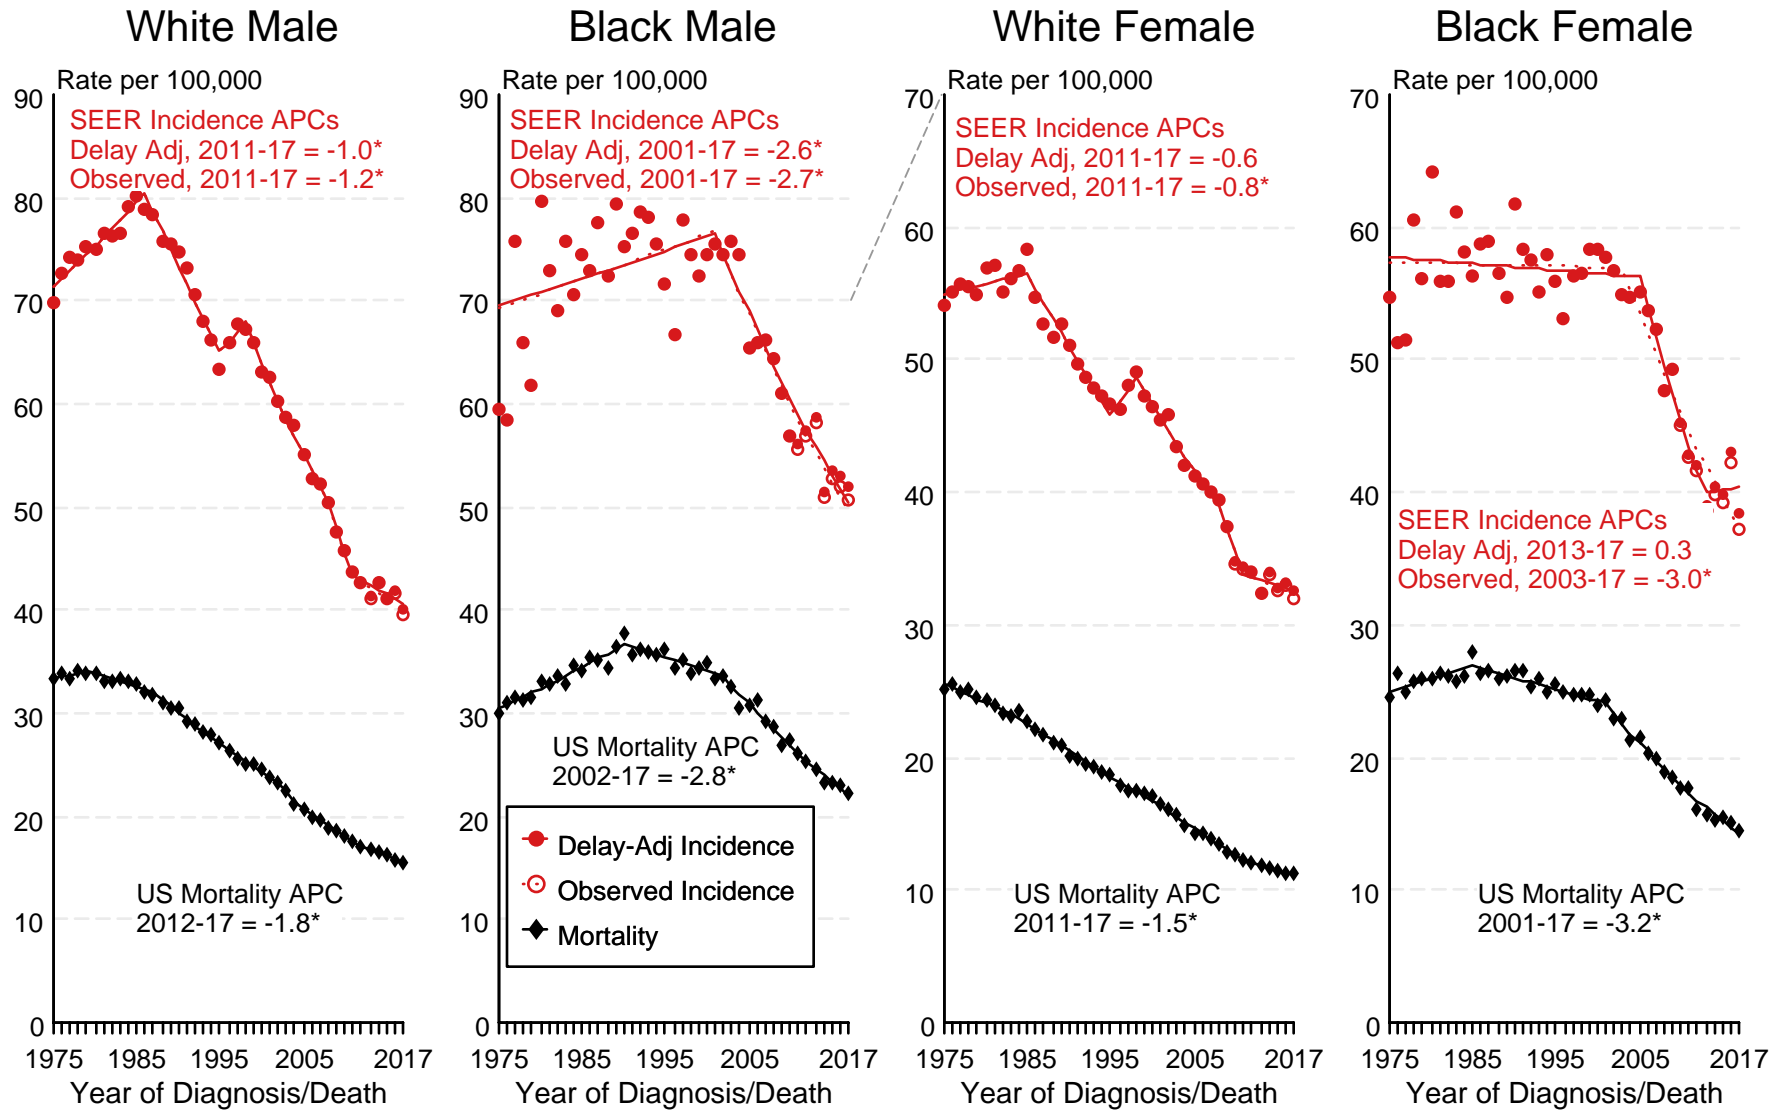 White Male
Rate per 100,000
SEER Incidence APCs
Delay Adj, 2011-17 = -1.0*
Observed, 2011-17 = -1.2*
90
80
70
60
50
40
30
20
10
0
US Mortality APC
2012-17 = -1.8*
1975
1985
1995
2005
2017
Year of Diagnosis/Death
Black Male
Rate per 100,000
SEER Incidence APCs
Delay Adj, 2001-17 = -2.6*
Observed, 2001-17 = -2.7*
90
80
70
60
50
40
30
20
10
0
US Mortality APC
2002-17 = -2.8*
Delay-Adj Incidence
Observed Incidence
Mortality
1975
1985
1995
2005
2017
Year of Diagnosis/Death
White Female
Rate per 100,000
SEER Incidence APCs
Delay Adj, 2011-17 = -0.6
Observed, 2011-17 = -0.8*
70
60
50
40
30
20
10
0
US Mortality APC
2011-17 = -1.5*
1975
1985
1995
2005
2017
Year of Diagnosis/Death
Black Female
Rate per 100,000
70
60
50
40
30
20
10
0
SEER Incidence APCs
Delay Adj, 2013-17 = 0.3
Observed, 2003-17 = -3.0*
US Mortality APC
2001-17 = -3.2*
1975
1985
1995
2005
2017
Year of Diagnosis/Death